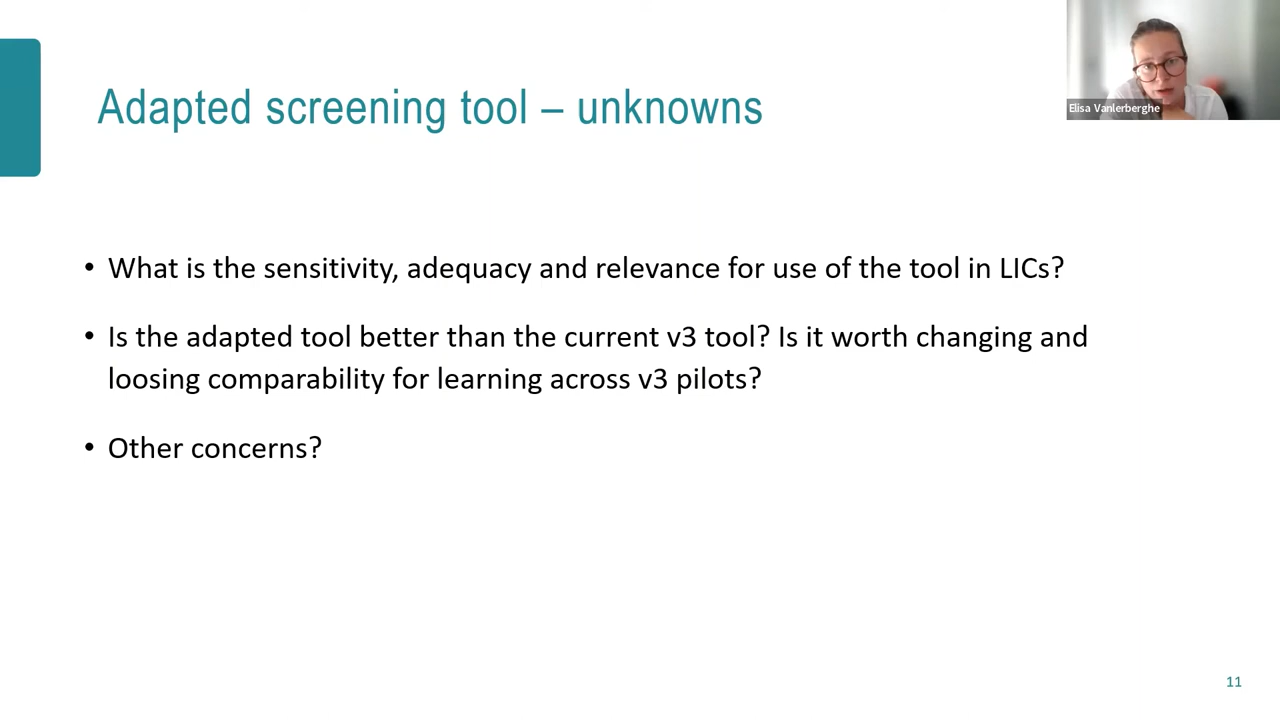 Adapted screening tool – unknowns
Elisa Vanlerberghe
• What is the sensitivity, adequacy and relevance for use of the tool in LICs?
• Is the adapted tool better than the current v3 tool? Is it worth changing and
loosing comparability for learning across v3 pilots?
• Other concerns?
11